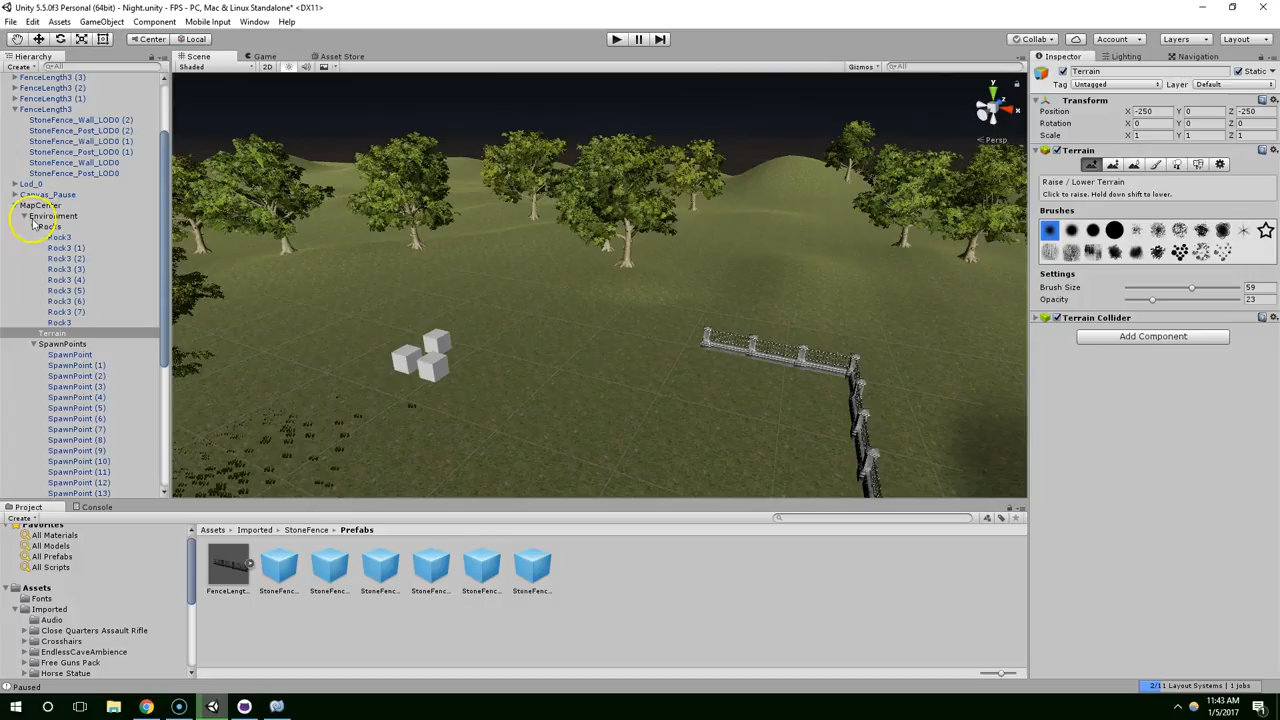 Unity 5.5.0f3 Personal (64bit) - Night.unity - FPS - PC, Mac & Linux Standalone* <DX11>
File Edit Assets GameObject Component Mobile Input Window Help
Center Local Collab Account Layers Layout
Hierarchy Scene Game Asset Store Inspector Lighting Navigation
Create All Shaded 2D Gizmos All
Terrain Static
Tag Untagged Layer Default
FenceLength3 (3)
FenceLength3 (2)
FenceLength3 (1)
FenceLength3
StoneFence_Wall_LOD0 (2)
StoneFence_Post_LOD0 (2)
StoneFence_Wall_LOD0 (1)
StoneFence_Post_LOD0 (1)
StoneFence_Wall_LOD0
StoneFence_Post_LOD0
Lod_0
Canvas_Pause
MapCenter
Environment
Rocks
Rock3
Rock3 (1)
Rock3 (2)
Rock3 (3)
Rock3 (4)
Rock3 (5)
Rock3 (6)
Rock3 (7)
Rock3
Terrain
SpawnPoints
SpawnPoint
SpawnPoint (1)
SpawnPoint (2)
SpawnPoint (3)
SpawnPoint (4)
SpawnPoint (5)
SpawnPoint (6)
SpawnPoint (7)
SpawnPoint (8)
SpawnPoint (9)
SpawnPoint (10)
SpawnPoint (11)
SpawnPoint (12)
SpawnPoint (13)
y
z
x
Persp
Transform
Position X -250 Y 0 Z -250
Rotation X 0 Y 0 Z 0
Scale X 1 Y 1 Z 1
Terrain
Raise / Lower Terrain
Click to raise. Hold shift to lower.
Brushes
Settings
Brush Size 59
Opacity 23
Terrain Collider
Add Component
Project Console
Create
Favorites
All Materials
All Models
All Prefabs
All Scripts
Assets
Fonts
Imported
Audio
Close Quarters Assault Rifle
Crosshairs
EndlessCaveAmbience
Free Guns Pack
Horse Statue
Assets Imported StoneFence Prefabs
FenceLengt... StoneFenc... StoneFenc... StoneFenc... StoneFenc... StoneFenc... StoneFenc...
Paused
2/11 Layout Systems | 1 jobs
11:43 AM
1/5/2017